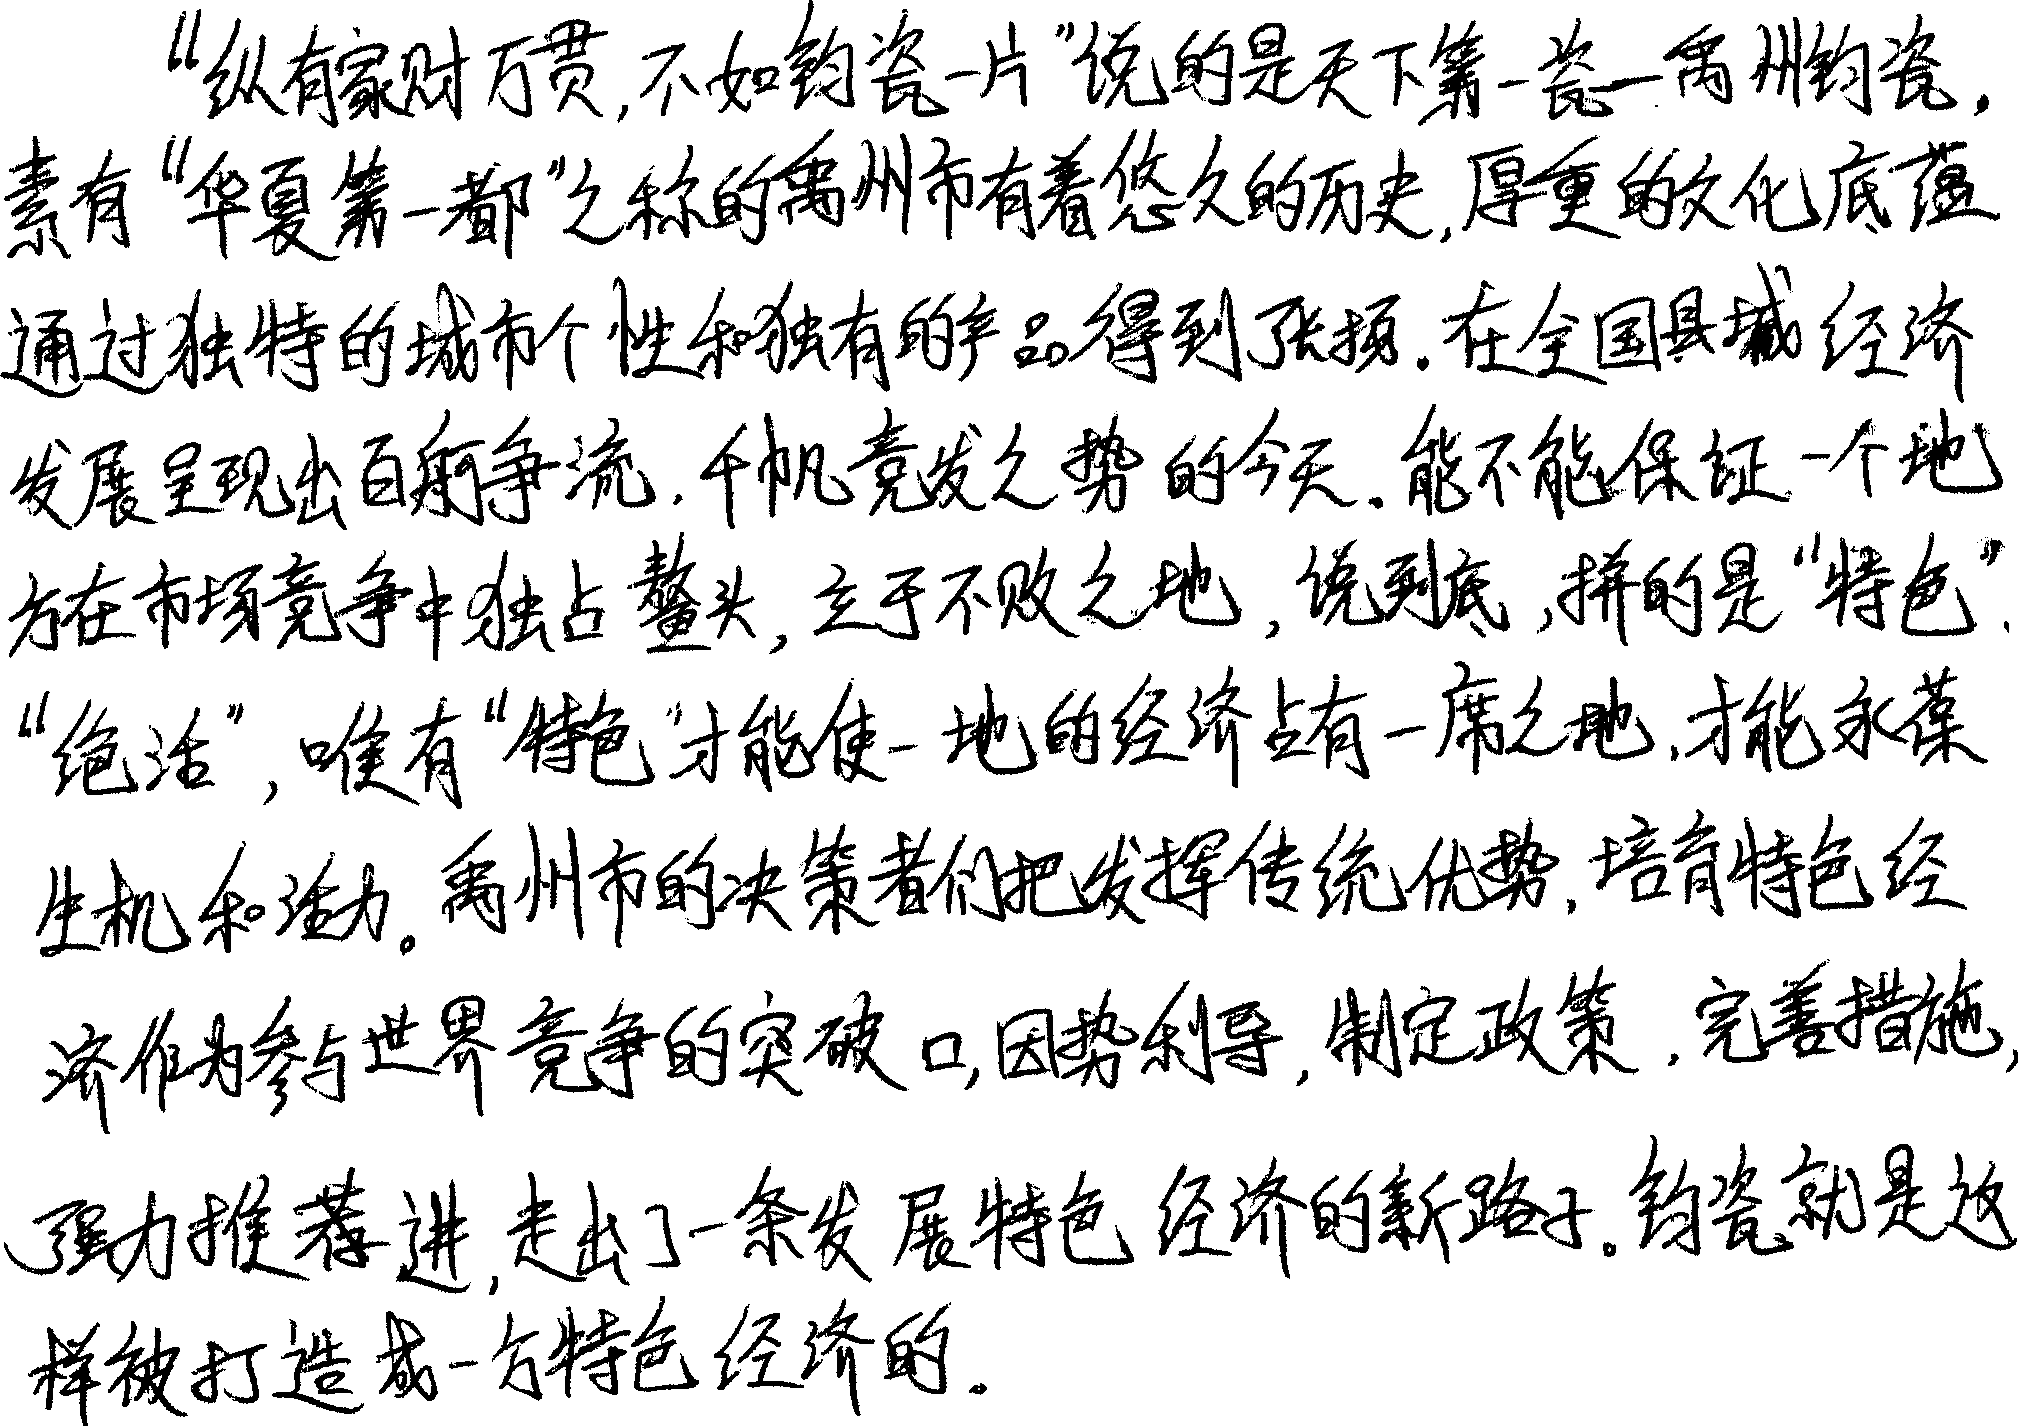 “纵有家财万贯,不如钧瓷一片”说的是天下第一瓷—禹州钧瓷.
素有“华夏第一都”之称的禹州市有着悠久的历史,厚重的文化底蕴
通过独特的城市个性和独有的产品得到张扬.在全国县域经济
发展呈现出百舸争流.千帆竞发之势的今天.能不能保证一个地
方在市场竞争中独占鳌头,立于不败之地,说到底,拼的是“特色”.
“绝活”,唯有“特色”才能使一地的经济占有一席之地.才能永葆
生机和活力。禹州市的决策者们把发挥传统优势.培育特色经
济作为参与世界竞争的突破口,因势利导,制定政策.完善措施,
强力推荐进,走出了一条发展特色经济的新路子。钧瓷就是这
样被打造成一方特色经济的.